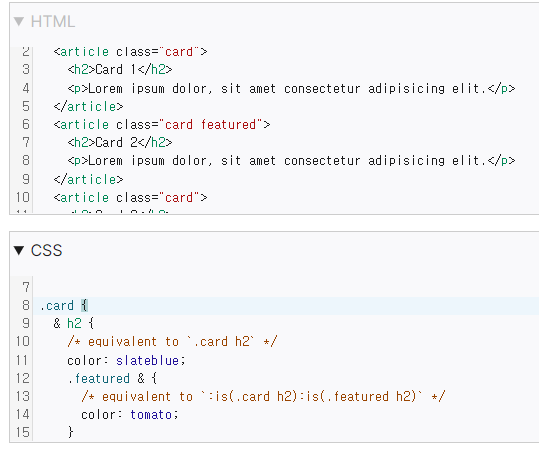 ▼ HTML
2 <article class="card">
3 <h2>Card 1</h2>
4 <p>Lorem ipsum dolor, sit amet consectetur adipisicing elit.</p>
5 </article>
6 <article class="card featured">
7 <h2>Card 2</h2>
8 <p>Lorem ipsum dolor, sit amet consectetur adipisicing elit.</p>
9 </article>
10 <article class="card">
▼ CSS
7
8 .card {
9 & h2 {
10 /* equivalent to `.card h2` */
11 color: slateblue;
12 .featured & {
13 /* equivalent to `:is(.card h2):is(.featured h2)` */
14 color: tomato;
15 }